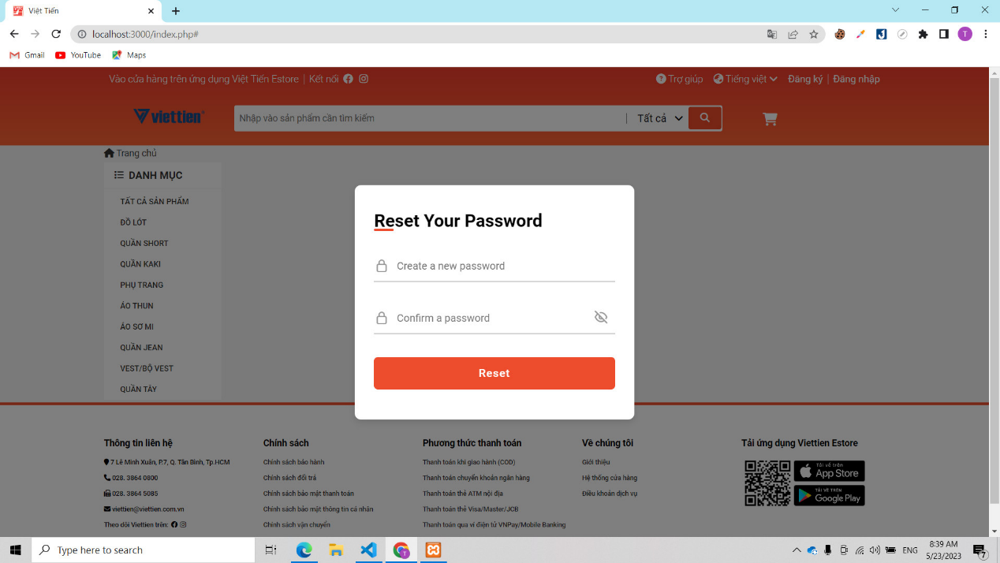 Việt Tiến
localhost:3000/index.php#
T
Gmail
YouTube
Maps
Vào cửa hàng trên ứng dụng Việt Tiến Estore | Kết nối
Trợ giúp
Tiếng việt
Đăng ký | Đăng nhập
viettien
Nhập vào sản phẩm cần tìm kiếm
Tất cả
Trang chủ
DANH MỤC
TẤT CẢ SẢN PHẨM
ĐỒ LÓT
QUẦN SHORT
QUẦN KAKI
PHỤ TRANG
ÁO THUN
ÁO SƠ MI
QUẦN JEAN
VEST/BỘ VEST
QUẦN TÂY
Reset Your Password
Create a new password
Confirm a password
Reset
Thông tin liên hệ
7 Lê Minh Xuân, P.7, Q. Tân Bình, Tp.HCM
028. 3864 0800
028. 3864 5085
viettien@viettien.com.vn
Theo dõi Viettien trên:
Chính sách
Chính sách bảo hành
Chính sách đổi trả
Chính sách bảo mật thanh toán
Chính sách bảo mật thông tin cá nhân
Chính sách vận chuyển
Phương thức thanh toán
Thanh toán khi giao hành (COD)
Thanh toán chuyển khoản ngân hàng
Thanh toán thẻ ATM nội địa
Thanh toán thẻ Visa/Master/JCB
Thanh toán qua ví điện tử VNPay/Mobile Banking
Về chúng tôi
Giới thiệu
Hệ thống cửa hàng
Điều khoản dịch vụ
Tải ứng dụng Viettien Estore
Tải về trên
App Store
TẢI VỀ TRÊN
Google Play
Type here to search
T
ENG
8:39 AM
5/23/2023
7